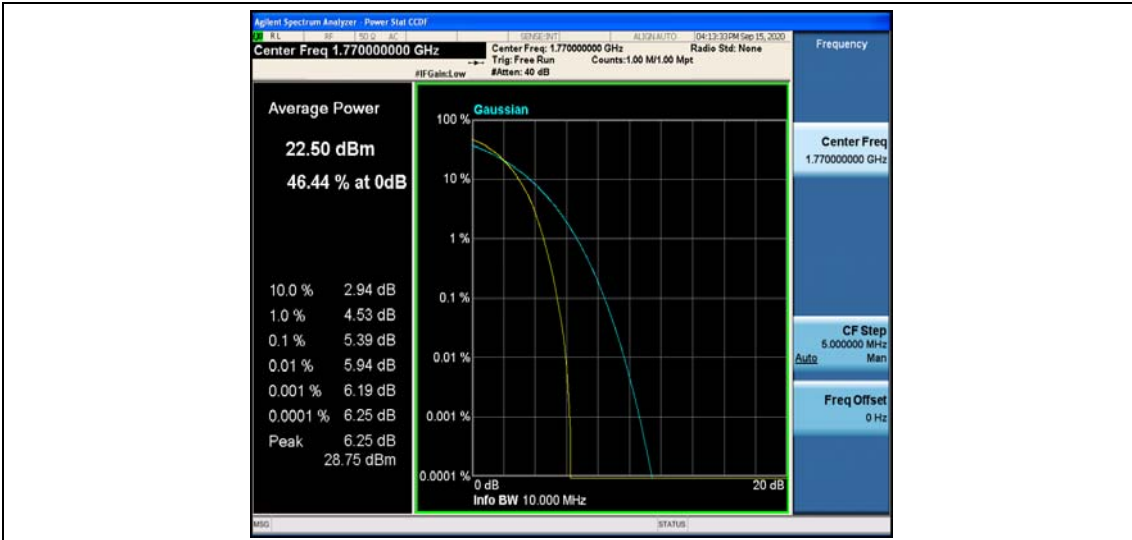 Agilent Spectrum Analyzer - Power Stat CCDF
RL RF 50 Ω AC SENSE:INT ALIGN AUTO 04:13:33 PM Sep 15, 2020
Center Freq 1.770000000 GHz
Center Freq: 1.770000000 GHz Radio Std: None
Trig: Free Run Counts:1.00 M/1.00 Mpt
#IFGain:Low #Atten: 40 dB
Average Power
22.50 dBm
46.44 % at 0dB
10.0 % 2.94 dB
1.0 % 4.53 dB
0.1 % 5.39 dB
0.01 % 5.94 dB
0.001 % 6.19 dB
0.0001 % 6.25 dB
Peak 6.25 dB
28.75 dBm
Gaussian
100 %
10 %
1 %
0.1 %
0.01 %
0.001 %
0.0001 %
0 dB 20 dB
Info BW 10.000 MHz
Frequency
Center Freq
1.770000000 GHz
CF Step
5.000000 MHz
Auto Man
Freq Offset
0 Hz
MSG STATUS